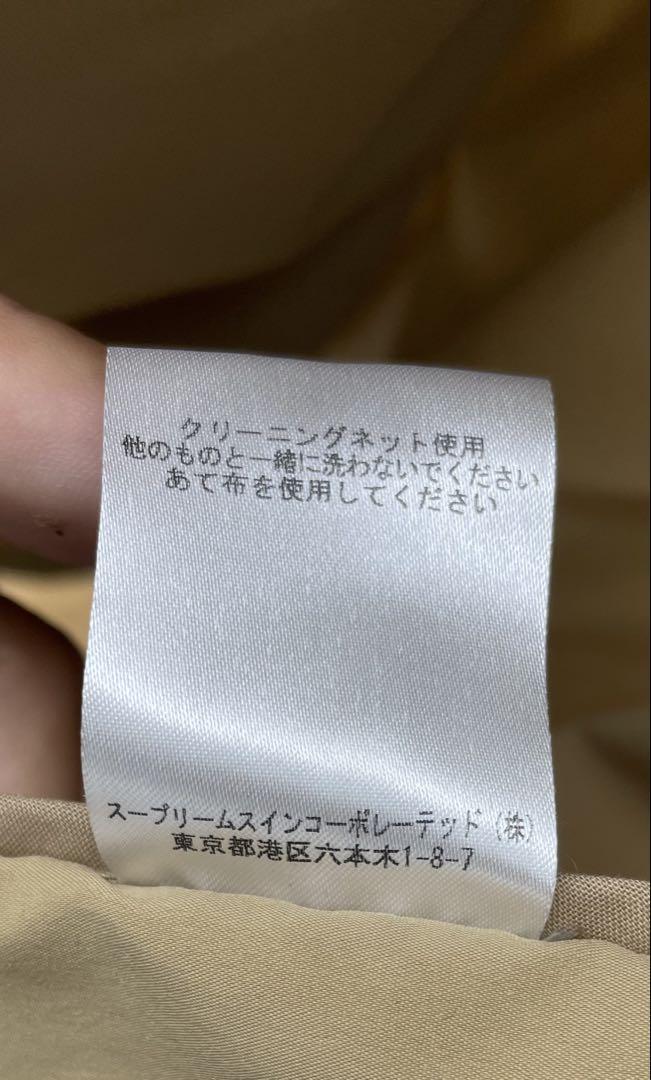 クリーニングネット使用
他のものと一緒に洗わないでください
あて布を使用してください
スープリームスインコーポレーテッド(株)
東京都港区六本木1-8-7